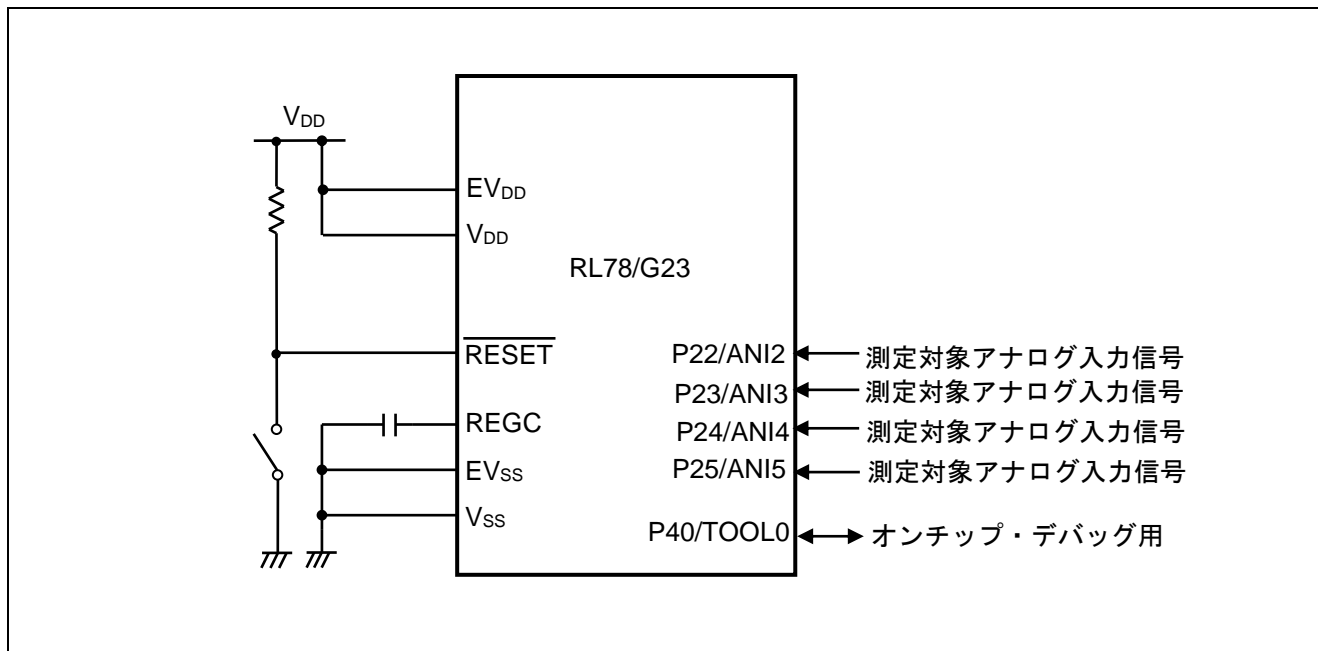 VDD
EVDD
VDD
RL78/G23
RESET
P22/ANI2 測定対象アナログ入力信号
P23/ANI3 測定対象アナログ入力信号
REGC
P24/ANI4 測定対象アナログ入力信号
EVSS
P25/ANI5 測定対象アナログ入力信号
VSS
P40/TOOL0 オンチップ・デバッグ用